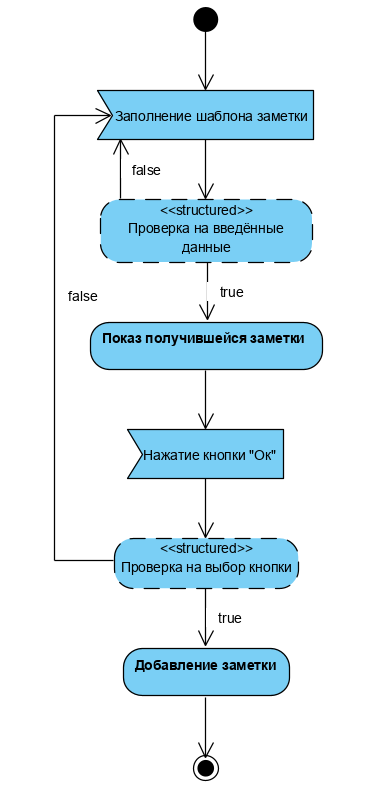 Заполнение шаблона заметки
false
<<structured>>
Проверка на введённые
данные
true
false
Показ получившейся заметки
Нажатие кнопки "Ок"
<<structured>>
Проверка на выбор кнопки
true
Добавление заметки